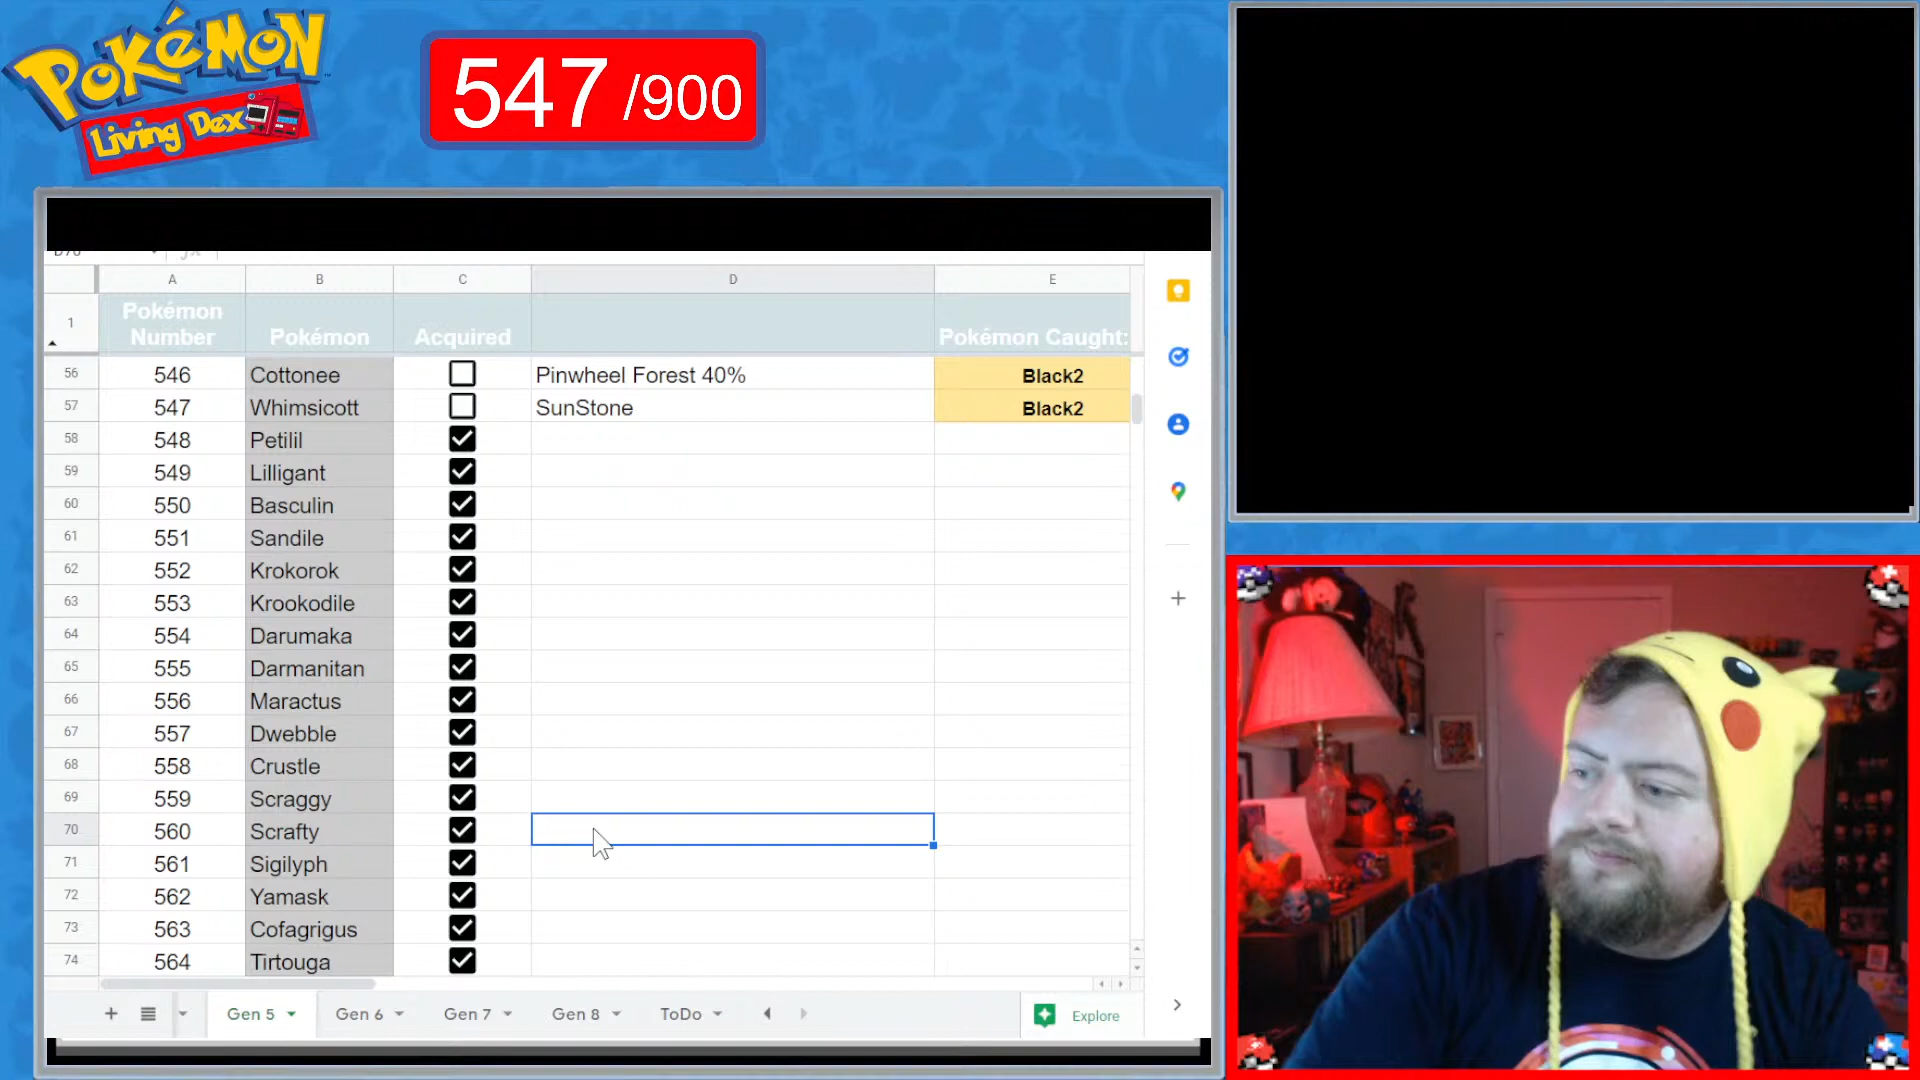 POKéMON
Living Dex
547 /900
A B C D E
1 Pokémon Number Pokémon Acquired Pokémon Caught:
56 546 Cottonee Pinwheel Forest 40% Black2
57 547 Whimsicott SunStone Black2
58 548 Petilil
59 549 Lilligant
60 550 Basculin
61 551 Sandile
62 552 Krokorok
63 553 Krookodile
64 554 Darumaka
65 555 Darmanitan
66 556 Maractus
67 557 Dwebble
68 558 Crustle
69 559 Scraggy
70 560 Scrafty
71 561 Sigilyph
72 562 Yamask
73 563 Cofagrigus
74 564 Tirtouga
Gen 5 Gen 6 Gen 7 Gen 8 ToDo Explore